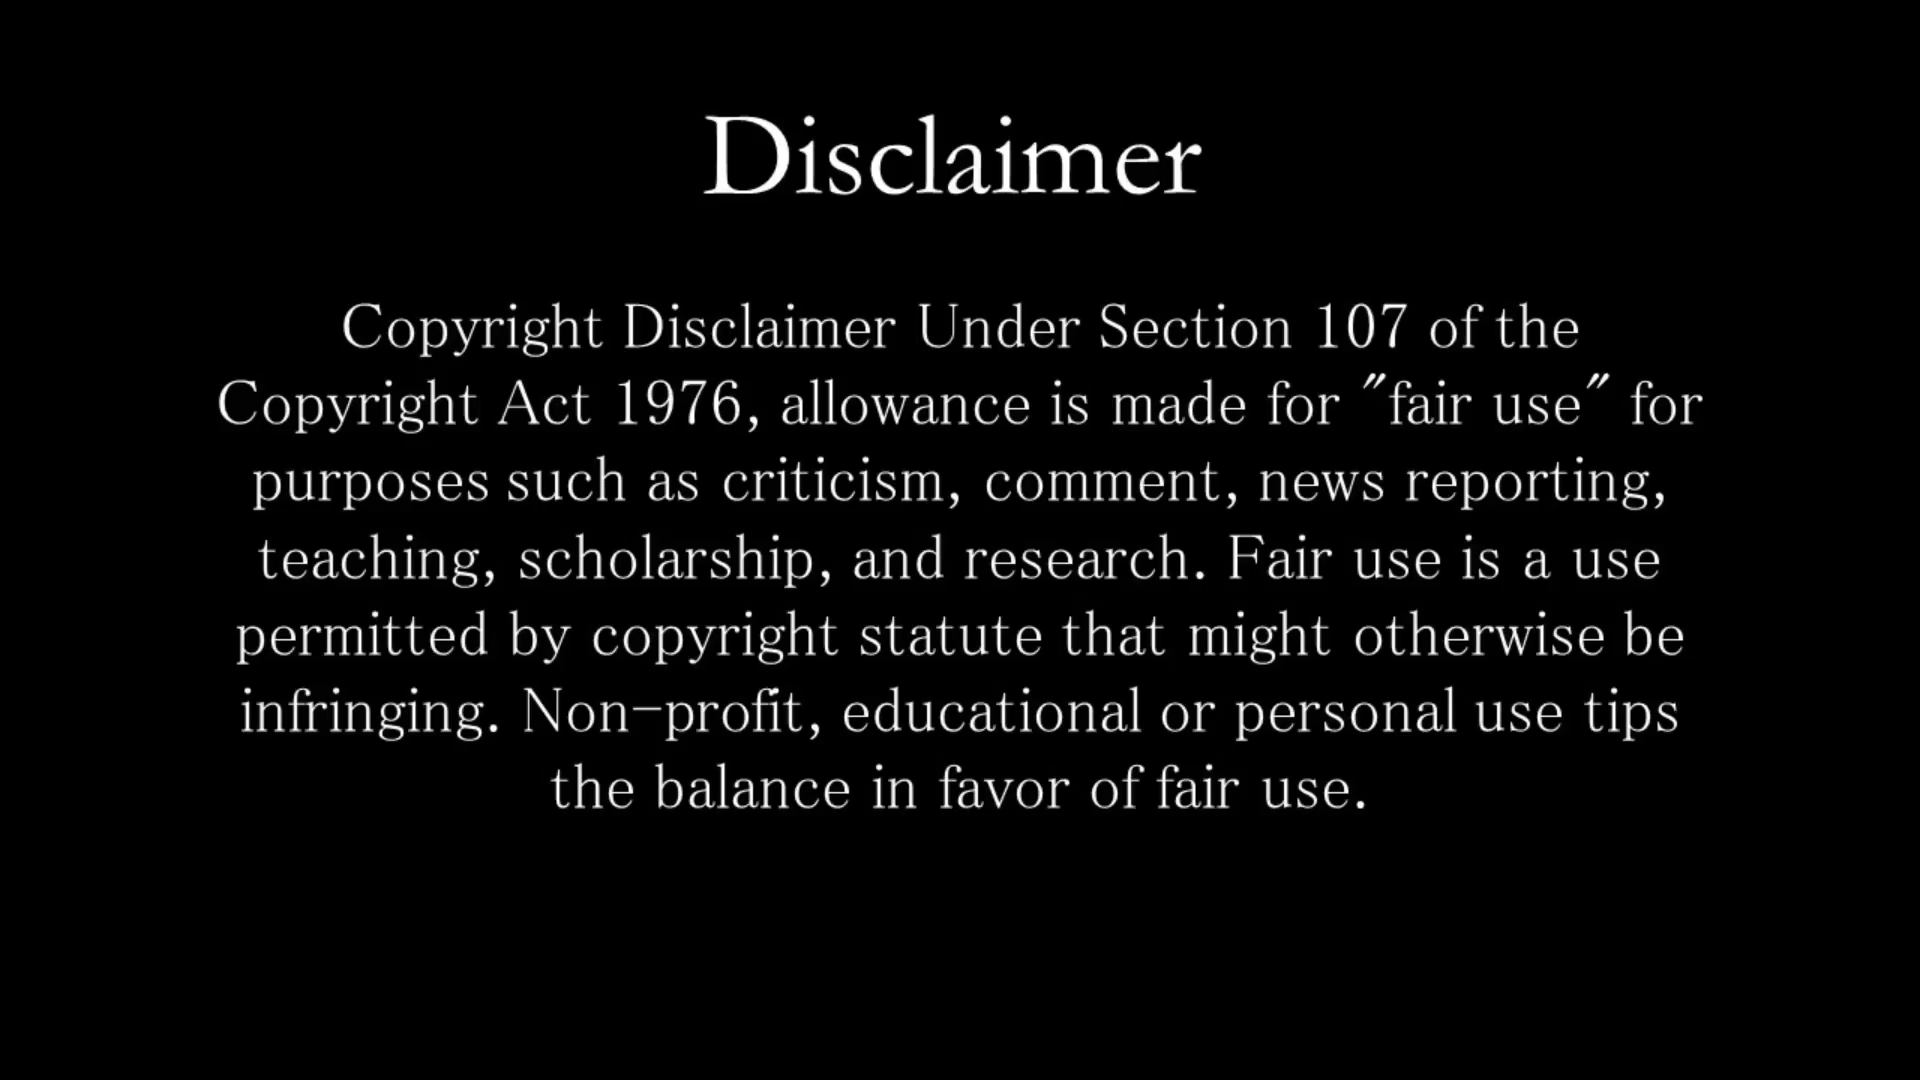 Disclaimer
Copyright Disclaimer Under Section 107 of the
Copyright Act 1976, allowance is made for "fair use" for
purposes such as criticism, comment, news reporting,
teaching, scholarship, and research. Fair use is a use
permitted by copyright statute that might otherwise be
infringing. Non-profit, educational or personal use tips
the balance in favor of fair use.